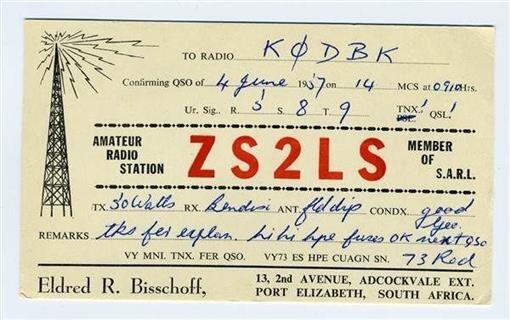 TO RADIO KØDBK
Confirming QSO of 4 June 1957 on 14 MCS at 0910 Hrs.
Ur. Sig.. R 5 S. 8 T. 9 TNX! QSL!
AMATEUR RADIO STATION
ZS2LS
MEMBER OF S.A.R.L.
TX. 50 Watts RX. Bendix ANT. fld dip CONDX. good
REMARKS tks fer explan. hi hi hpe fuses OK next QSO
VY MNI. TNX. FER QSO. VY73 ES HPE CUAGN SN. 73 Rod
Eldred R. Bisschoff,
13, 2nd AVENUE, ADCOCKVALE EXT.
PORT ELIZABETH, SOUTH AFRICA.